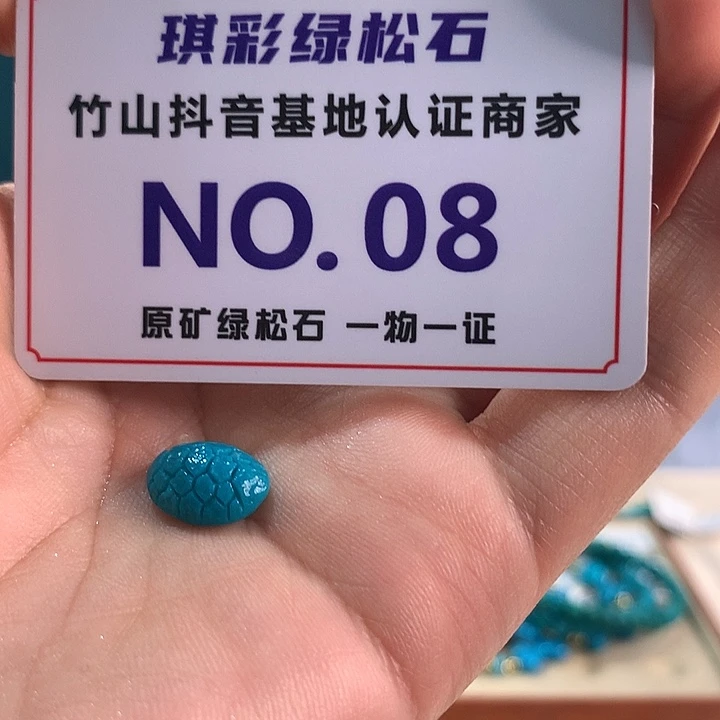 琪彩绿松石
竹山抖音基地认证商家
NO.08
原矿绿松石 一物一证